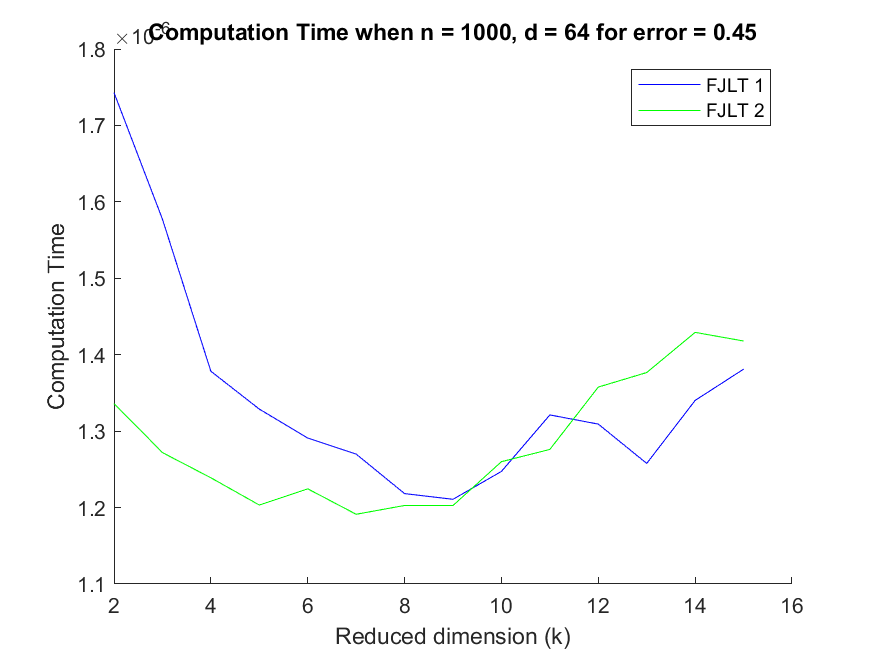 Computation Time when n = 1000, d = 64 for error = 0.45
×10-6
FJLT 1
FJLT 2
1.8
1.7
1.6
1.5
1.4
1.3
1.2
1.1
Computation Time
2 4 6 8 10 12 14 16
Reduced dimension (k)